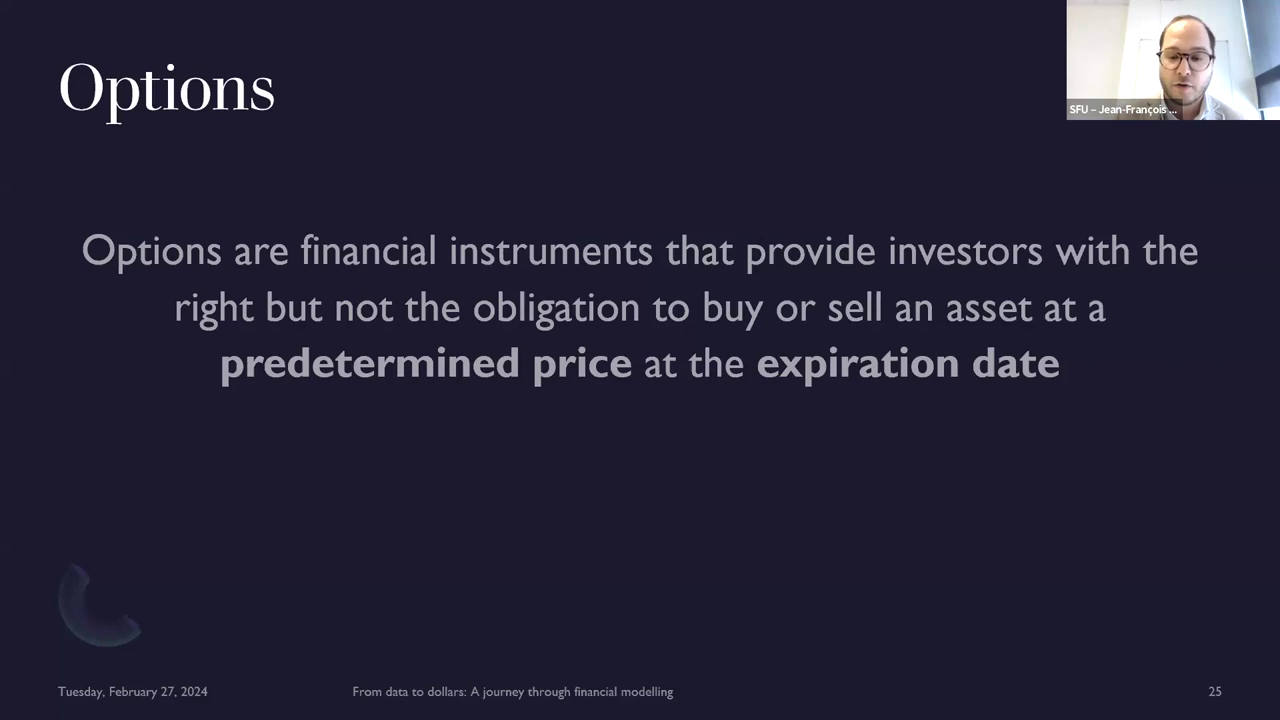 Options
SFU – Jean-François ...
Options are financial instruments that provide investors with the
right but not the obligation to buy or sell an asset at a
predetermined price at the expiration date
Tuesday, February 27, 2024
From data to dollars: A journey through financial modelling
25